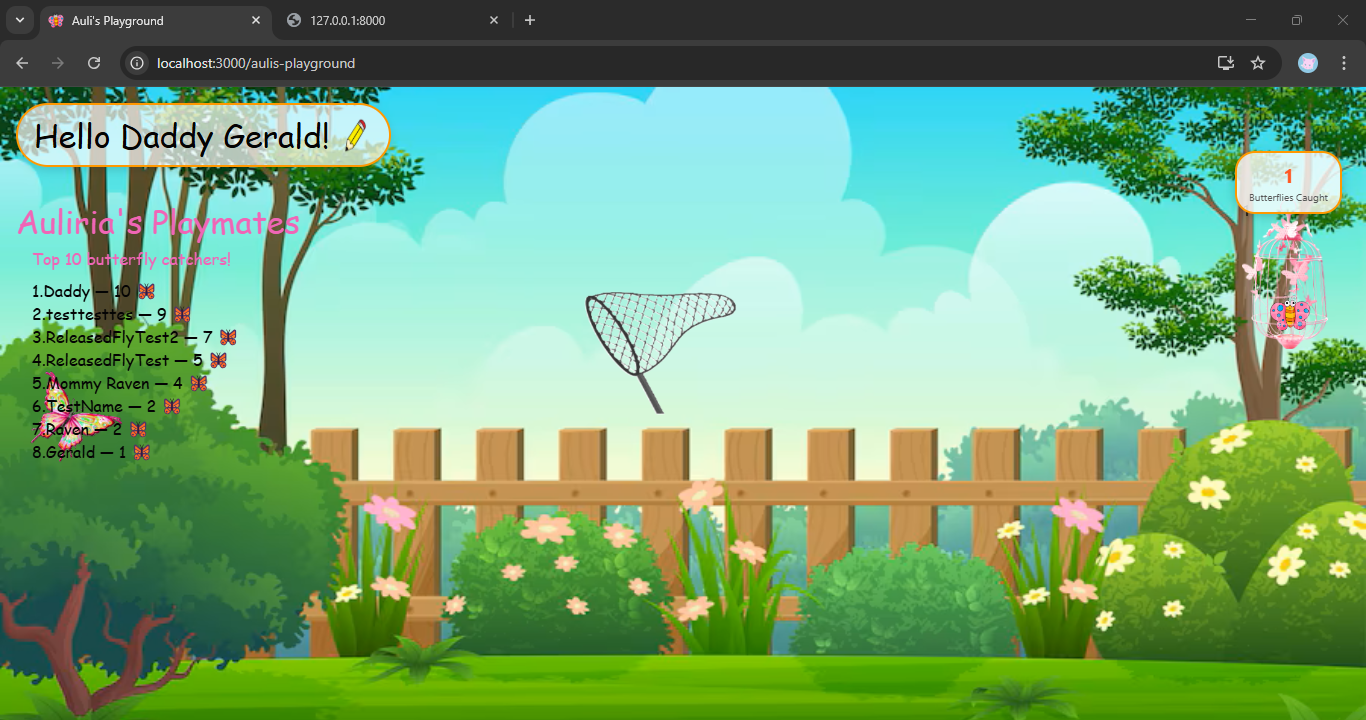 Auli's Playground
127.0.0.1:8000
localhost:3000/aulis-playground
Hello Daddy Gerald! ✏️
1
Butterflies Caught
Auliria's Playmates
Top 10 butterfly catchers!
1.Daddy — 10 🦋
2.testtesttes — 9 🦋
3.ReleasedFlyTest2 — 7 🦋
4.ReleasedFlyTest — 5 🦋
5.Mommy Raven — 4 🦋
6.TestName — 2 🦋
7.Raven — 2 🦋
8.Gerald — 1 🦋